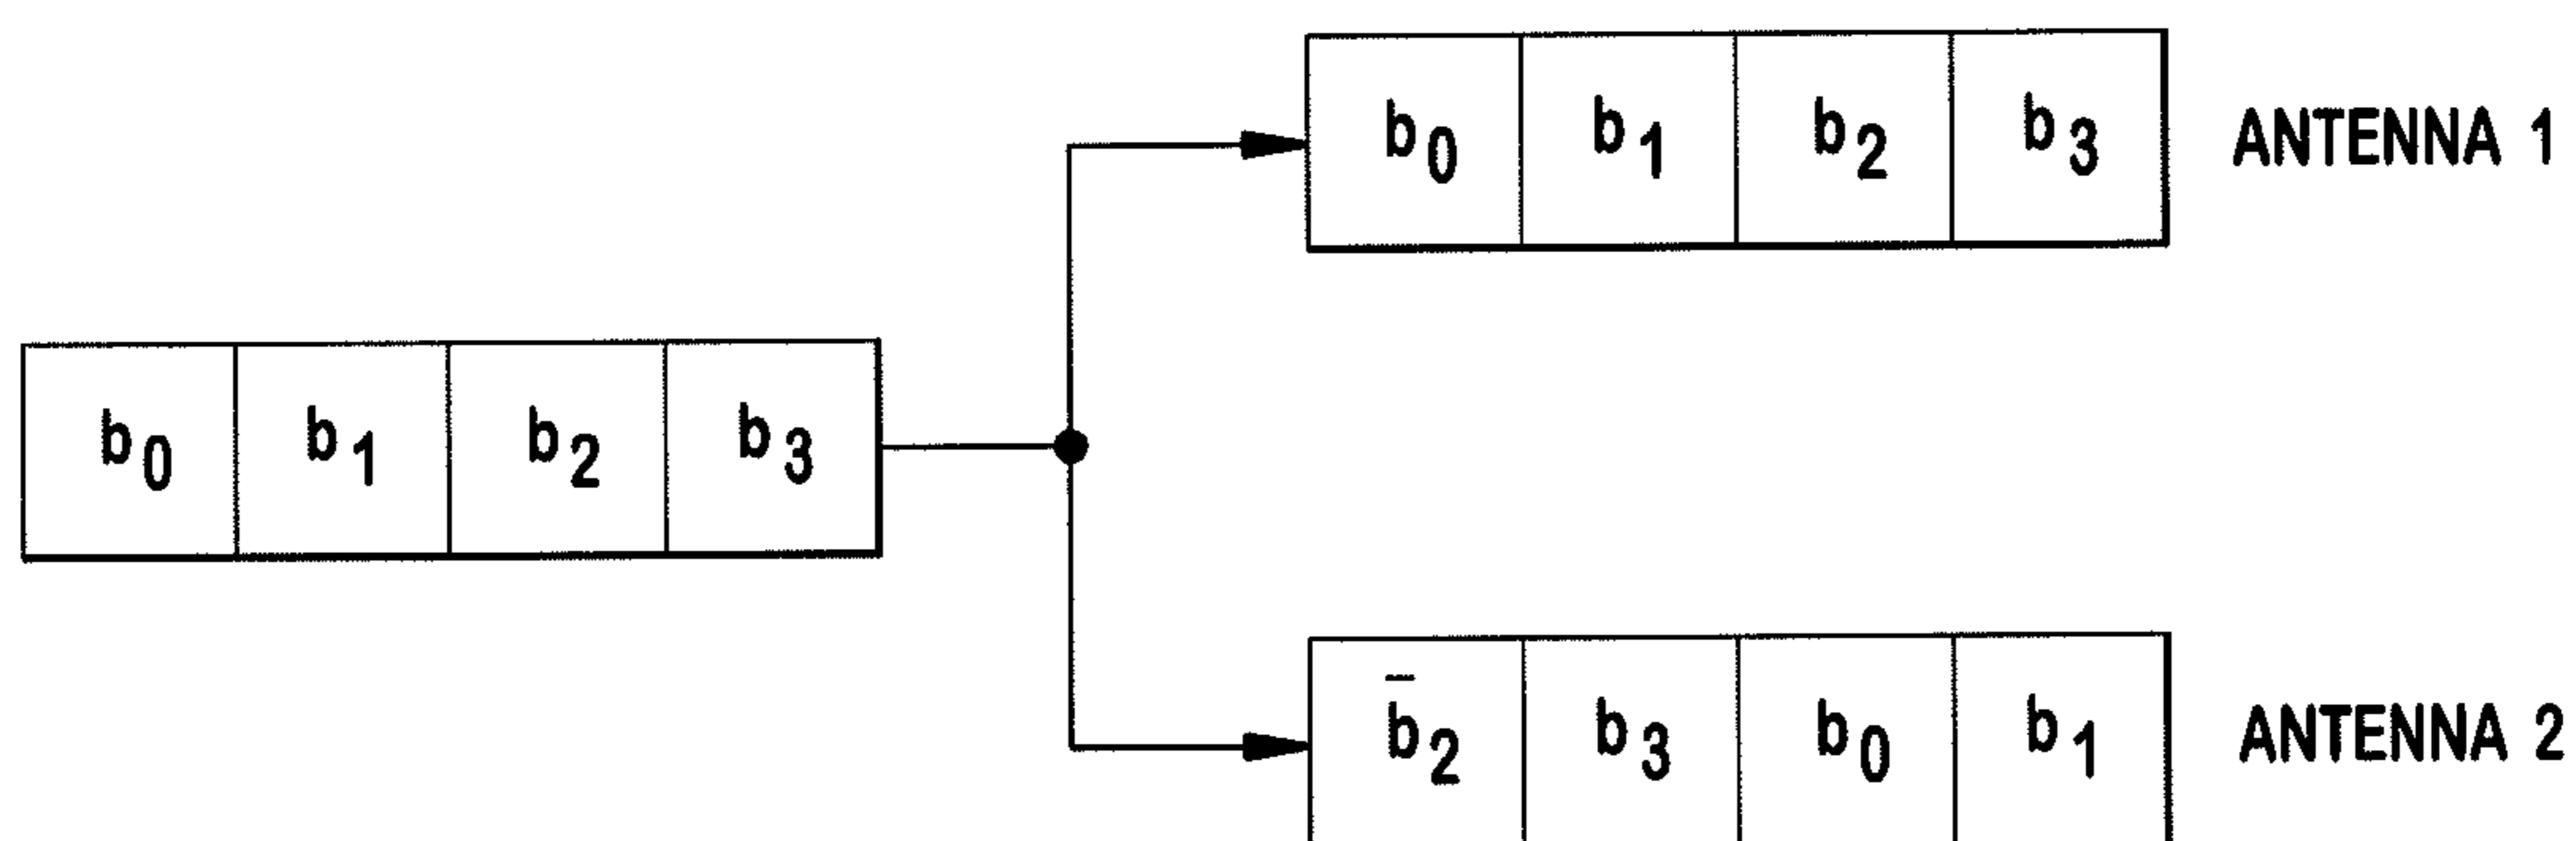 b₀ b₁ b₂ b₃ ANTENNA 1
b₀ b₁ b₂ b₃
b̄₂ b₃ b₀ b₁ ANTENNA 2